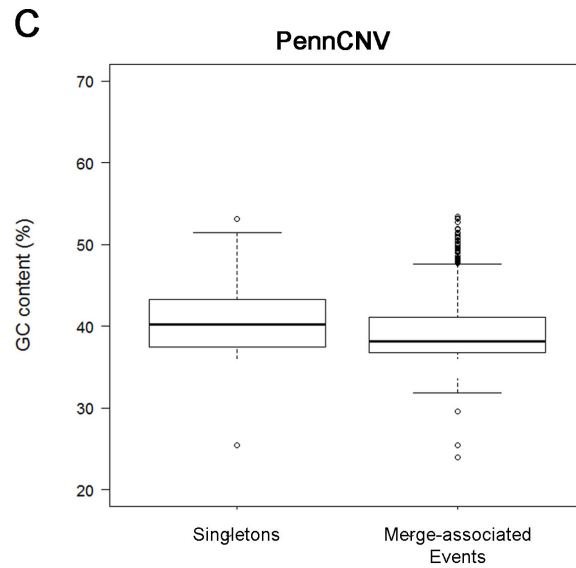 C
PennCNV
70
60
50
40
30
20
GC content (%)
Singletons
Merge-associated
Events